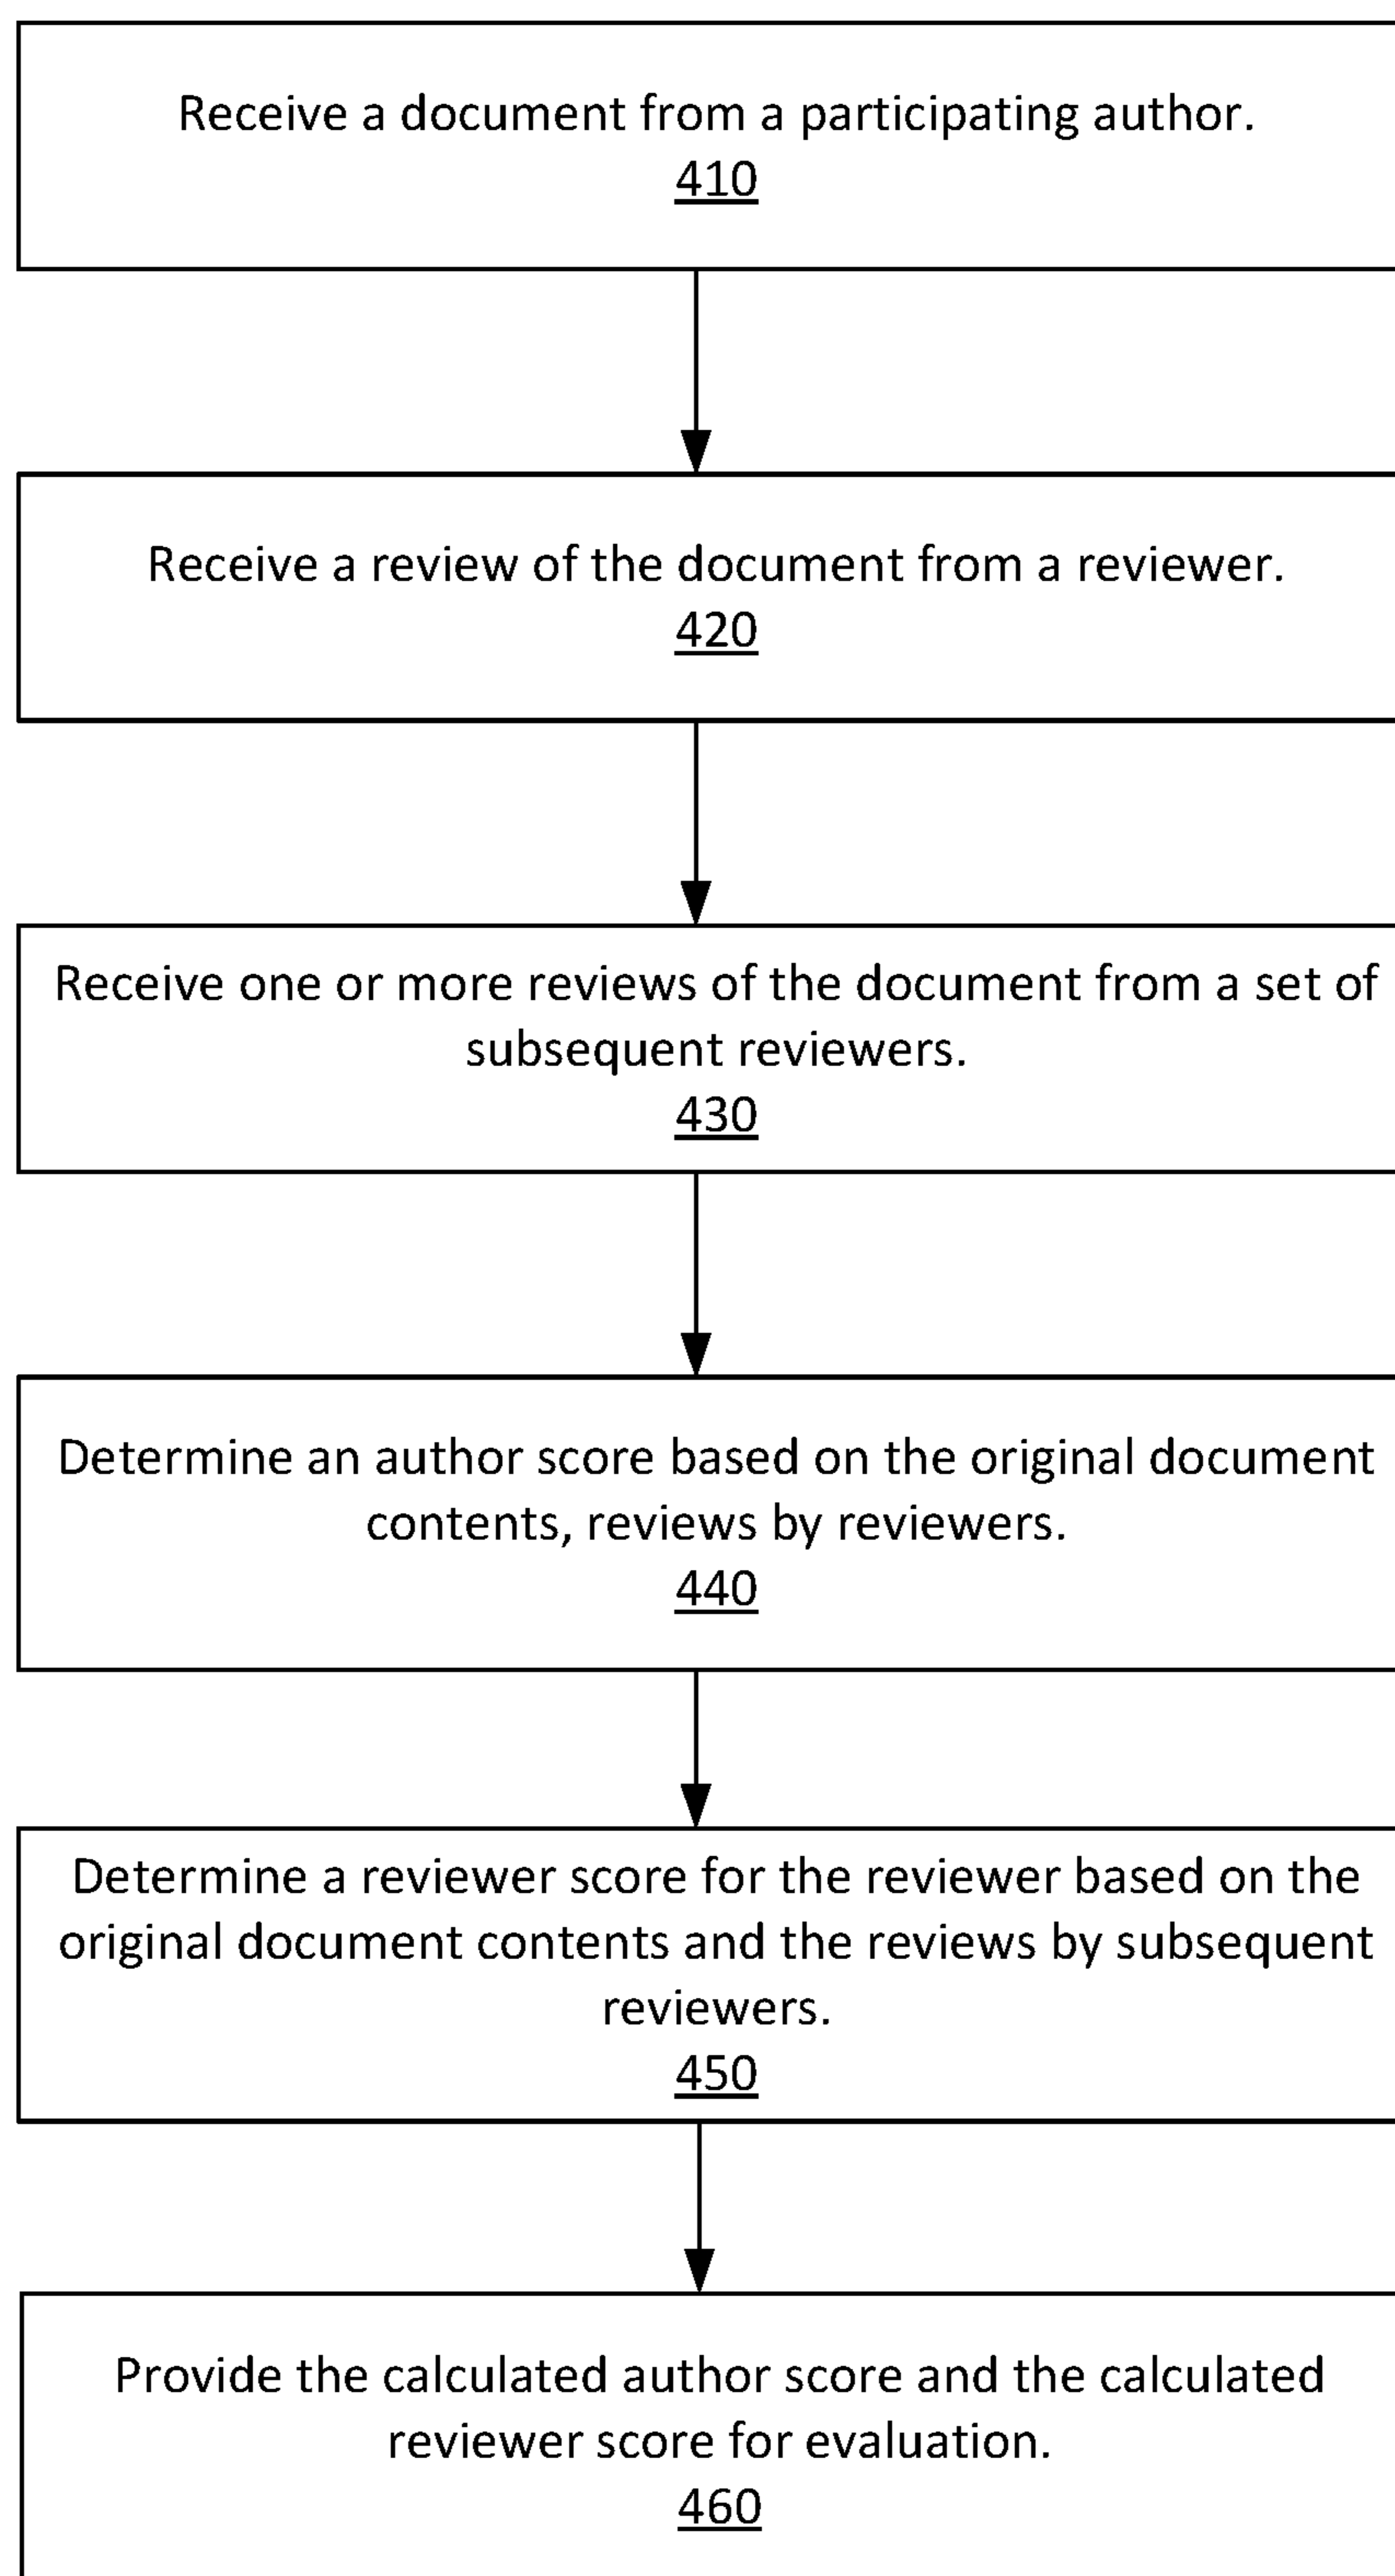 Receive a document from a participating author.
410
Receive a review of the document from a reviewer.
420
Receive one or more reviews of the document from a set of
subsequent reviewers.
430
Determine an author score based on the original document
contents, reviews by reviewers.
440
Determine a reviewer score for the reviewer based on the
original document contents and the reviews by subsequent
reviewers.
450
Provide the calculated author score and the calculated
reviewer score for evaluation.
460